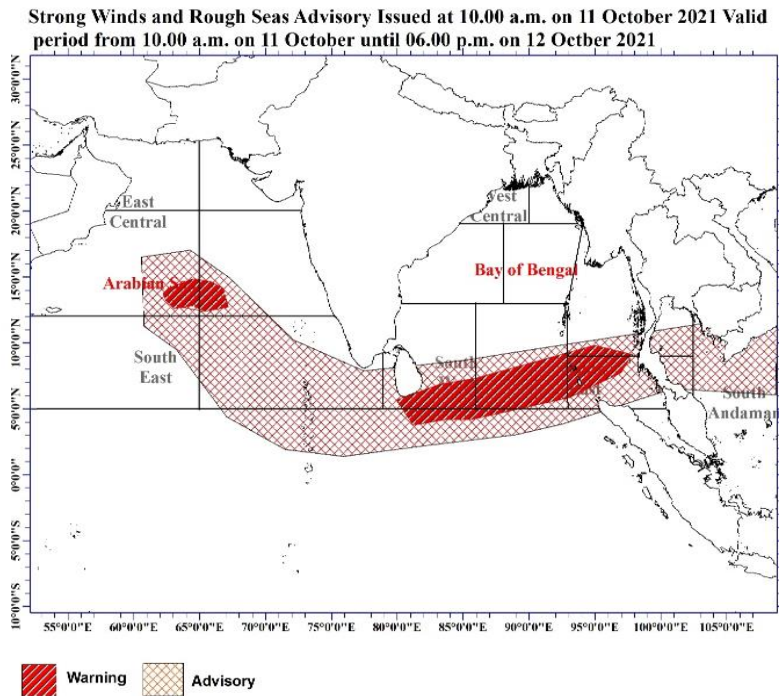 Strong Winds and Rough Seas Advisory Issued at 10.00 a.m. on 11 October 2021 Valid
period from 10.00 a.m. on 11 October until 06.00 p.m. on 12 Octber 2021
30°0'0"N
25°0'0"N
20°0'0"N
15°0'0"N
10°0'0"N
5°0'0"N
0°0'0"N
5°0'0"S
10°0'0"S
East
Central
West
Central
Bay of Bengal
Arabian
South
East
South
South
Andaman
55°0'0"E 60°0'0"E 65°0'0"E 70°0'0"E 75°0'0"E 80°0'0"E 85°0'0"E 90°0'0"E 95°0'0"E 100°0'0"E 105°0'0"E
Warning Advisory